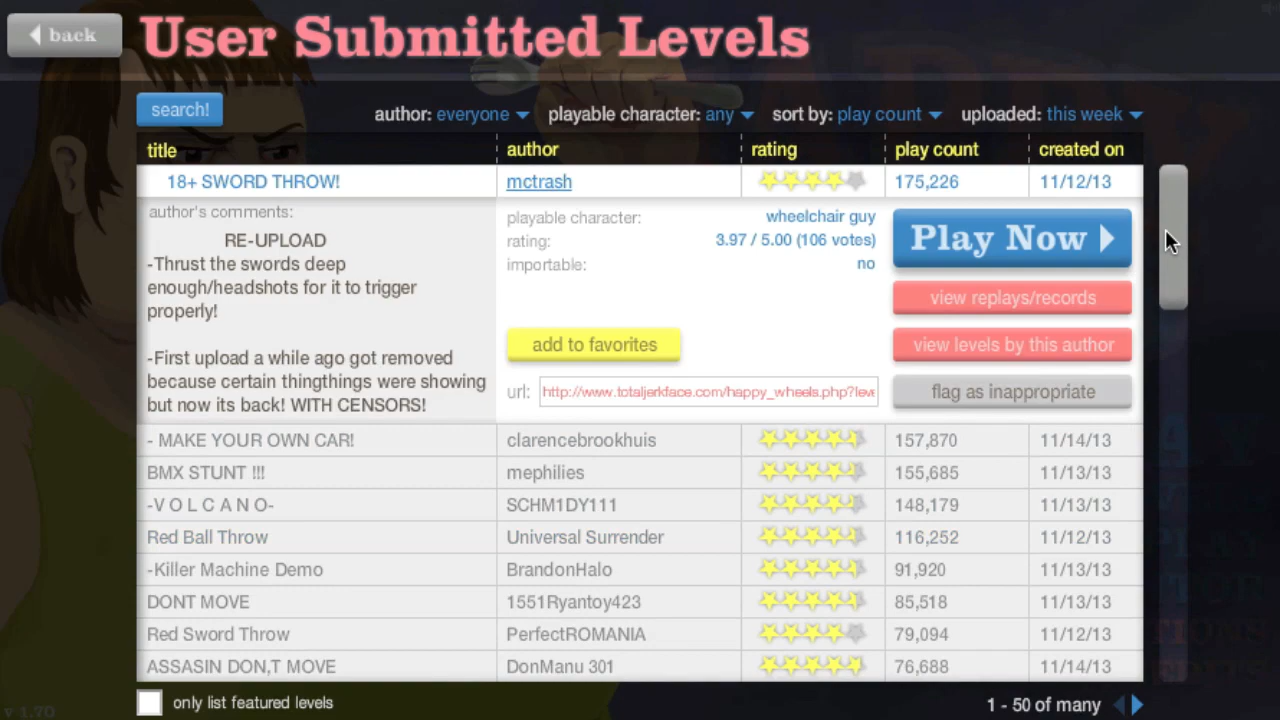 back
User Submitted Levels
search!
author: everyone playable character: any sort by: play count uploaded: this week
title author rating play count created on
18+ SWORD THROW! mctrash 175,226 11/12/13
author's comments:
RE-UPLOAD
-Thrust the swords deep
enough/headshots for it to trigger
properly!
-First upload a while ago got removed
because certain thingthings were showing
but now its back! WITH CENSORS!
playable character: wheelchair guy
rating: 3.97 / 5.00 (106 votes)
importable: no
add to favorites
url: http://www.totaljerkface.com/happy_wheels.php?leve
Play Now
view replays/records
view levels by this author
flag as inappropriate
- MAKE YOUR OWN CAR! clarencebrookhuis 157,870 11/14/13
BMX STUNT !!! mephilies 155,685 11/13/13
-V O L C A N O- SCHM1DY111 148,179 11/13/13
Red Ball Throw Universal Surrender 116,252 11/12/13
-Killer Machine Demo BrandonHalo 91,920 11/13/13
DONT MOVE 1551Ryantoy423 85,518 11/13/13
Red Sword Throw PerfectROMANIA 79,094 11/12/13
ASSASIN DON,T MOVE DonManu 301 76,688 11/14/13
only list featured levels
1 - 50 of many
v 1.70